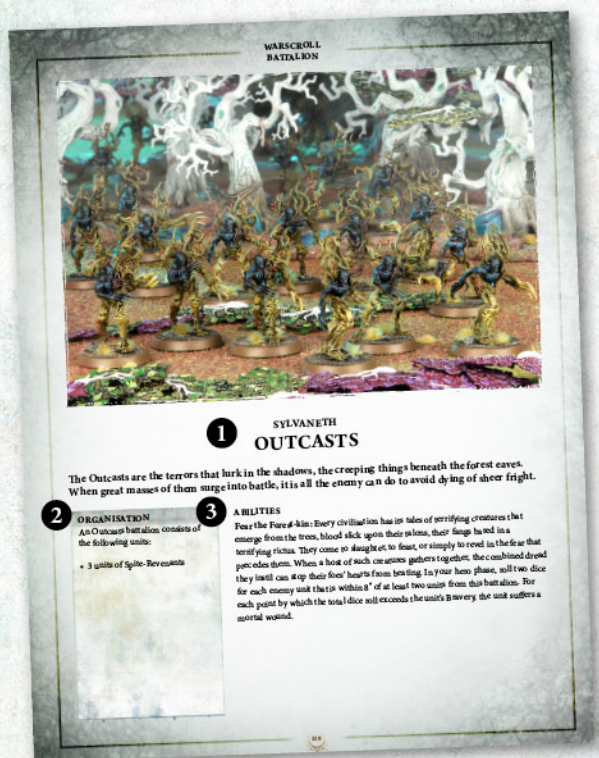 WARSCROLL
BATTALION
1
SYLVANETH
OUTCASTS
The Outcasts are the terrors that lurk in the shadows, the creeping things beneath the forest eaves.
When great masses of them surge into battle, it is all the enemy can do to avoid dying of sheer fright.
2
ORGANISATION
An Outcasts battalion consists of
the following units:
• 3 units of Spite-Revenants
3
ABILITIES
Fear the Forest-kin: Every civilisation has its tales of terrifying creatures that
emerge from the trees, blood slick upon their talons, their fangs bared in a
terrifying rictus. They come to slaughter, to feast, or simply to revel in the fear that
precedes them. When a host of such creatures gathers together, the combined dread
they instil can stop their foes' hearts from beating. In your hero phase, roll two dice
for each enemy unit that is within 8" of at least two units from this battalion. For
each point by which the total dice roll exceeds the unit's Bravery, the unit suffers a
mortal wound.